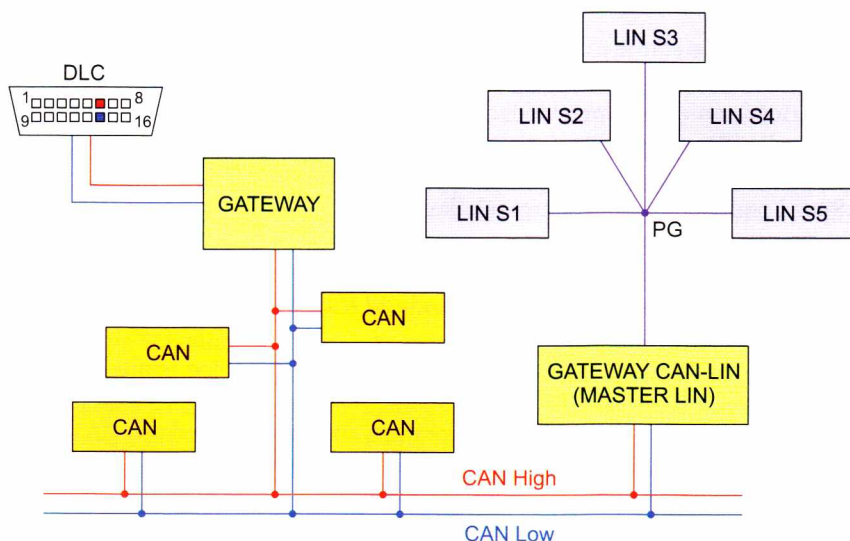 DLC
1 8
9 16
GATEWAY
LIN S3
LIN S2
LIN S4
LIN S1
LIN S5
PG
CAN
CAN
GATEWAY CAN-LIN
(MASTER LIN)
CAN
CAN
CAN High
CAN Low